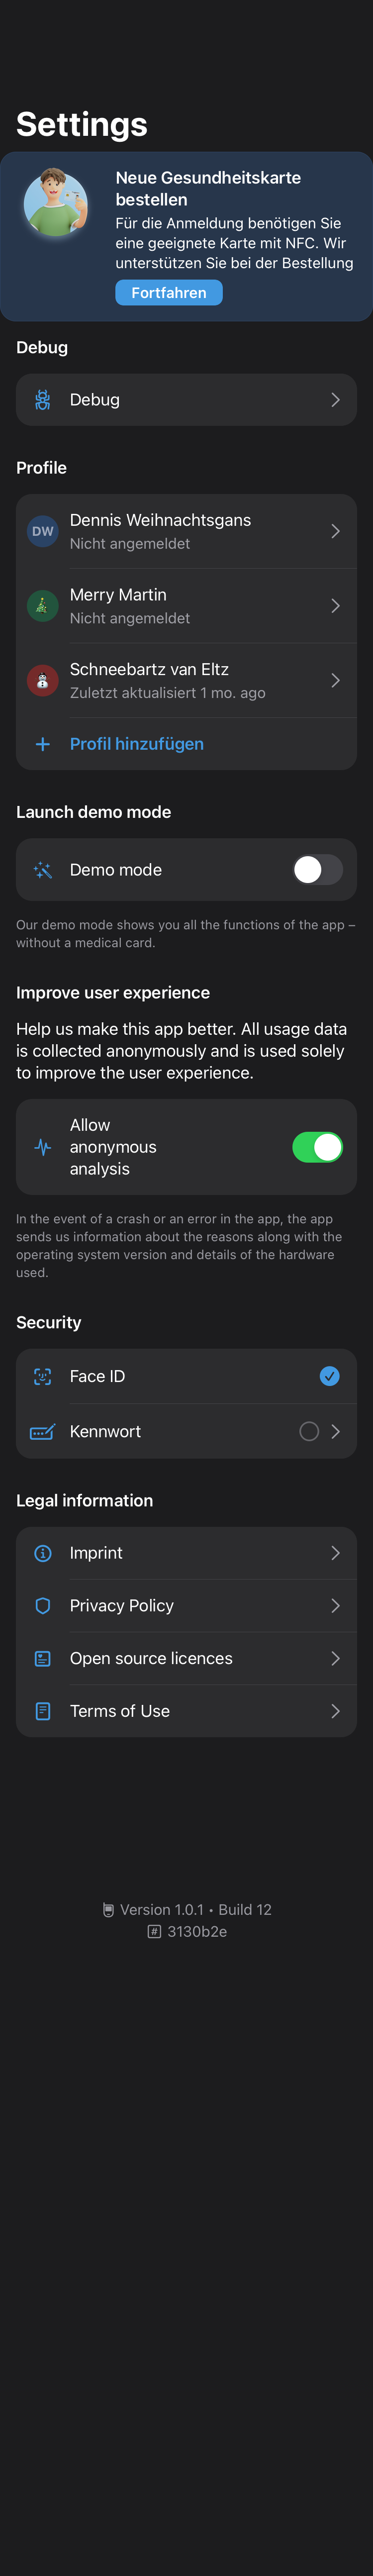 Settings
Neue Gesundheitskarte
bestellen
Für die Anmeldung benötigen Sie
eine geeignete Karte mit NFC. Wir
unterstützen Sie bei der Bestellung
Fortfahren
Debug
Debug
Profile
DW
Dennis Weihnachtsgans
Nicht angemeldet
Merry Martin
Nicht angemeldet
Schneebartz van Eltz
Zuletzt aktualisiert 1 mo. ago
Profil hinzufügen
Launch demo mode
Demo mode
Our demo mode shows you all the functions of the app –
without a medical card.
Improve user experience
Help us make this app better. All usage data
is collected anonymously and is used solely
to improve the user experience.
Allow
anonymous
analysis
In the event of a crash or an error in the app, the app
sends us information about the reasons along with the
operating system version and details of the hardware
used.
Security
Face ID
Kennwort
Legal information
Imprint
Privacy Policy
Open source licences
Terms of Use
Version 1.0.1 • Build 12
# 3130b2e